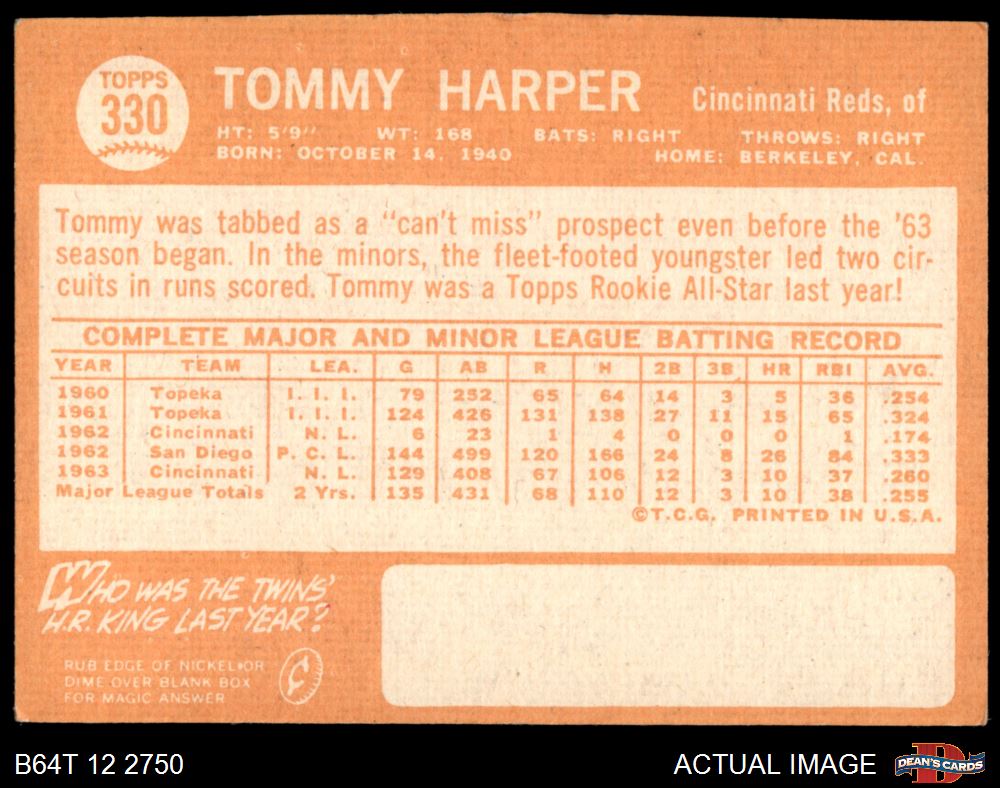 TOPPS
330
TOMMY HARPER
Cincinnati Reds, of
HT: 5'9" WT: 168 BATS: RIGHT THROWS: RIGHT
BORN: OCTOBER 14, 1940 HOME: BERKELEY, CAL.
Tommy was tabbed as a "can't miss" prospect even before the '63
season began. In the minors, the fleet-footed youngster led two cir-
cuits in runs scored. Tommy was a Topps Rookie All-Star last year!
COMPLETE MAJOR AND MINOR LEAGUE BATTING RECORD
YEAR TEAM LEA. G AB R H 2B 3B HR RBI AVG.
1960 Topeka I. I. I. 79 252 65 64 14 3 5 36 .254
1961 Topeka I. I. I. 124 426 131 138 27 11 15 65 .324
1962 Cincinnati N. L. 6 23 1 4 0 0 0 1 .174
1962 San Diego P. C. L. 144 499 120 166 24 8 26 84 .333
1963 Cincinnati N. L. 129 408 67 106 12 3 10 37 .260
Major League Totals 2 Yrs. 135 431 68 110 12 3 10 38 .255
©T.C.G. PRINTED IN U.S.A.
WHO WAS THE TWINS'
H.R. KING LAST YEAR?
RUB EDGE OF NICKEL OR
DIME OVER BLANK BOX
FOR MAGIC ANSWER
¢
B64T 12 2750
ACTUAL IMAGE
D
DEAN'S CARDS